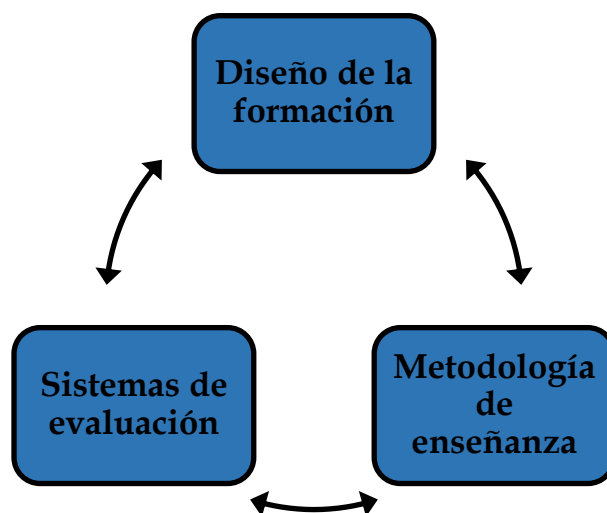 Diseño de la
formación
Sistemas de
evaluación
Metodología
de
enseñanza